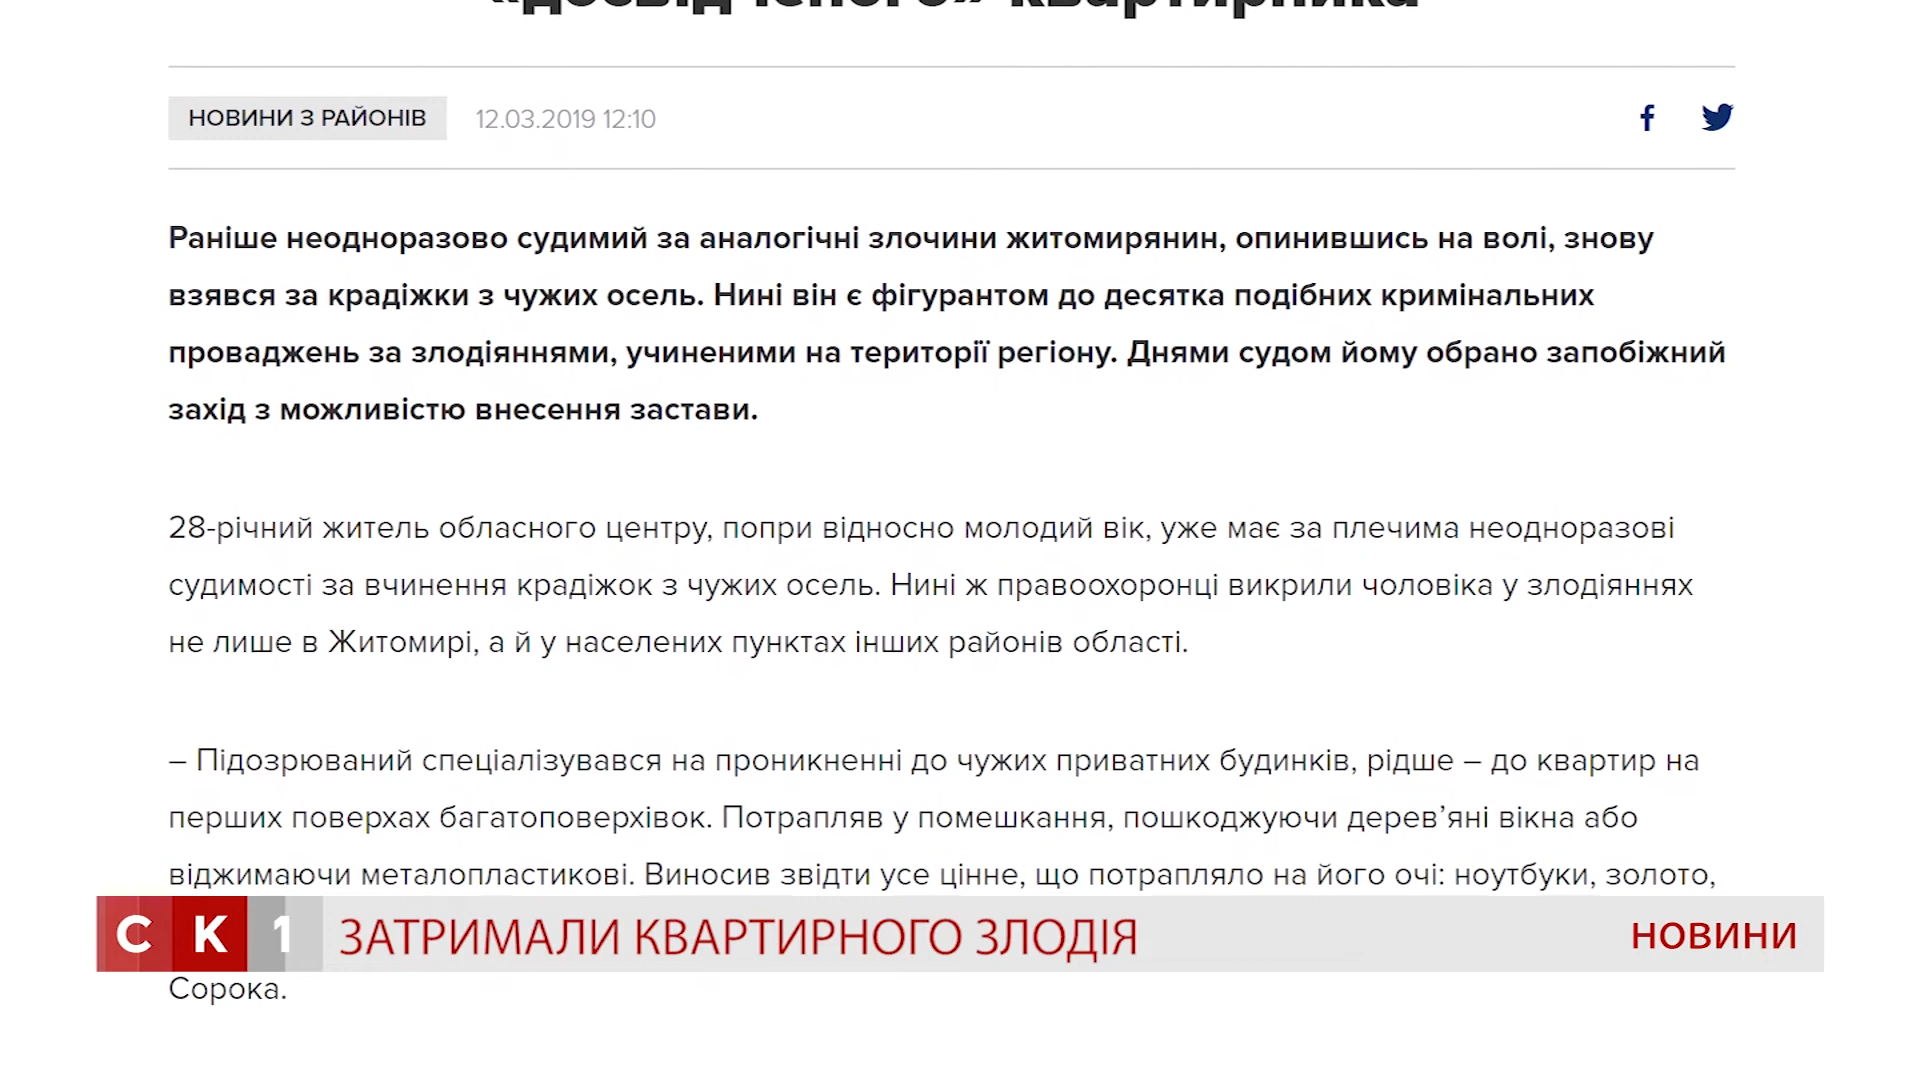 «досвідченого» квартирника
НОВИНИ З РАЙОНІВ 12.03.2019 12:10
Раніше неодноразово судимий за аналогічні злочини житомирянин, опинившись на волі, знову
взявся за крадіжки з чужих осель. Нині він є фігурантом до десятка подібних кримінальних
проваджень за злодіяннями, учиненими на території регіону. Днями судом йому обрано запобіжний
захід з можливістю внесення застави.
28-річний житель обласного центру, попри відносно молодий вік, уже має за плечима неодноразові
судимості за вчинення крадіжок з чужих осель. Нині ж правоохоронці викрили чоловіка у злодіяннях
не лише в Житомирі, а й у населених пунктах інших районів області.
– Підозрюваний спеціалізувався на проникненні до чужих приватних будинків, рідше – до квартир на
перших поверхах багатоповерхівок. Потрапляв у помешкання, пошкоджуючи дерев’яні вікна або
віджимаючи металопластикові. Виносив звідти усе цінне, що потрапляло на його очі: ноутбуки, золото,
СК1 ЗАТРИМАЛИ КВАРТИРНОГО ЗЛОДІЯ НОВИНИ
Сорока.